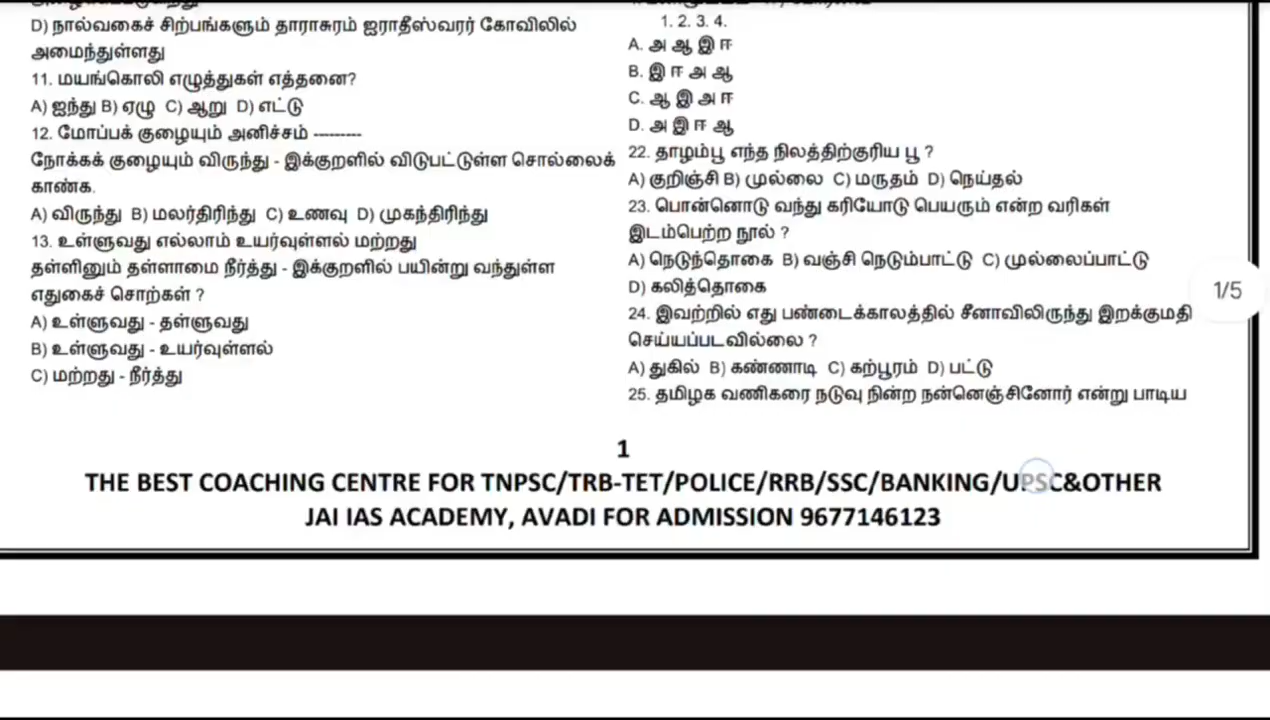 D) நால்வகைச் சிற்பங்களும் தாராசுரம் ஐராதீஸ்வரர் கோவிலில்
அமைந்துள்ளது
11. மயங்கொலி எழுத்துகள் எத்தனை?
A) ஐந்து B) ஏழு C) ஆறு D) எட்டு
12. மோப்பக் குழையும் அனிச்சம் ---------
நோக்கக் குழையும் விருந்து - இக்குறளில் விடுபட்டுள்ள சொல்லைக்
காண்க.
A) விருந்து B) மலர்திரிந்து C) உணவு D) முகந்திரிந்து
13. உள்ளுவது எல்லாம் உயர்வுள்ளல் மற்றது
தள்ளினும் தள்ளாமை நீர்த்து - இக்குறளில் பயின்று வந்துள்ள
எதுகைச் சொற்கள் ?
A) உள்ளுவது - தள்ளுவது
B) உள்ளுவது - உயர்வுள்ளல்
C) மற்றது - நீர்த்து
1. 2. 3. 4.
A. அ ஆ இ ஈ
B. இ ஈ அ ஆ
C. ஆ இ அ ஈ
D. அ இ ஈ ஆ
22. தாழம்பூ எந்த நிலத்திற்குரிய பூ ?
A) குறிஞ்சி B) முல்லை C) மருதம் D) நெய்தல்
23. பொன்னொடு வந்து கரியோடு பெயரும் என்ற வரிகள்
இடம்பெற்ற நூல் ?
A) நெடுந்தொகை B) வஞ்சி நெடும்பாட்டு C) முல்லைப்பாட்டு
D) கலித்தொகை
24. இவற்றில் எது பண்டைக்காலத்தில் சீனாவிலிருந்து இறக்குமதி
செய்யப்படவில்லை ?
A) துகில் B) கண்ணாடி C) கற்பூரம் D) பட்டு
25. தமிழக வணிகரை நடுவு நின்ற நன்னெஞ்சினோர் என்று பாடிய
1/5
1
THE BEST COACHING CENTRE FOR TNPSC/TRB-TET/POLICE/RRB/SSC/BANKING/UPSC&OTHER
JAI IAS ACADEMY, AVADI FOR ADMISSION 9677146123